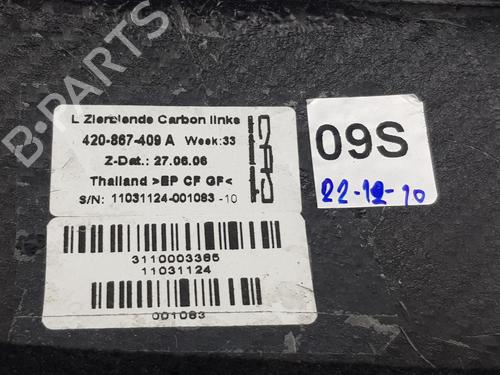 L Zierblende Carbon links
420-867-409 A Week:33
Z-Dat.: 27.06.06
Thailand >EP CF GF<
S/N: 11031124-001083 -10
3110003365
11031124
001083
09S
22-12-10
B-PARTS